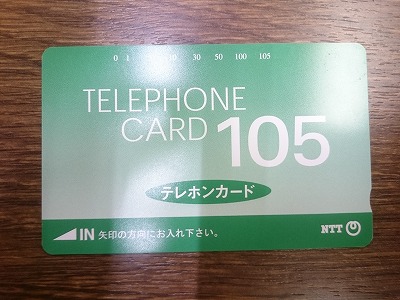 0 1 10 30 50 100 105
TELEPHONE
CARD 105
テレホンカード
IN 矢印の方向にお入れ下さい。
NTT